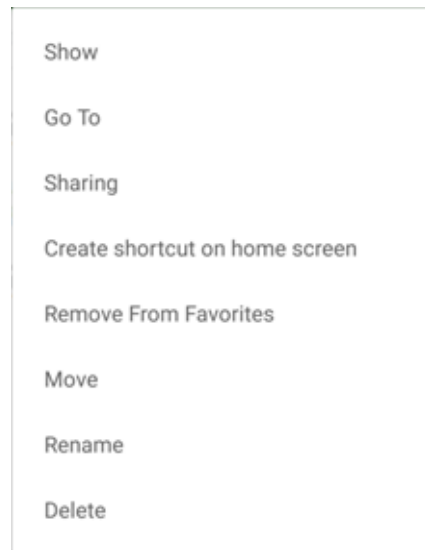 Show
Go To
Sharing
Create shortcut on home screen
Remove From Favorites
Move
Rename
Delete